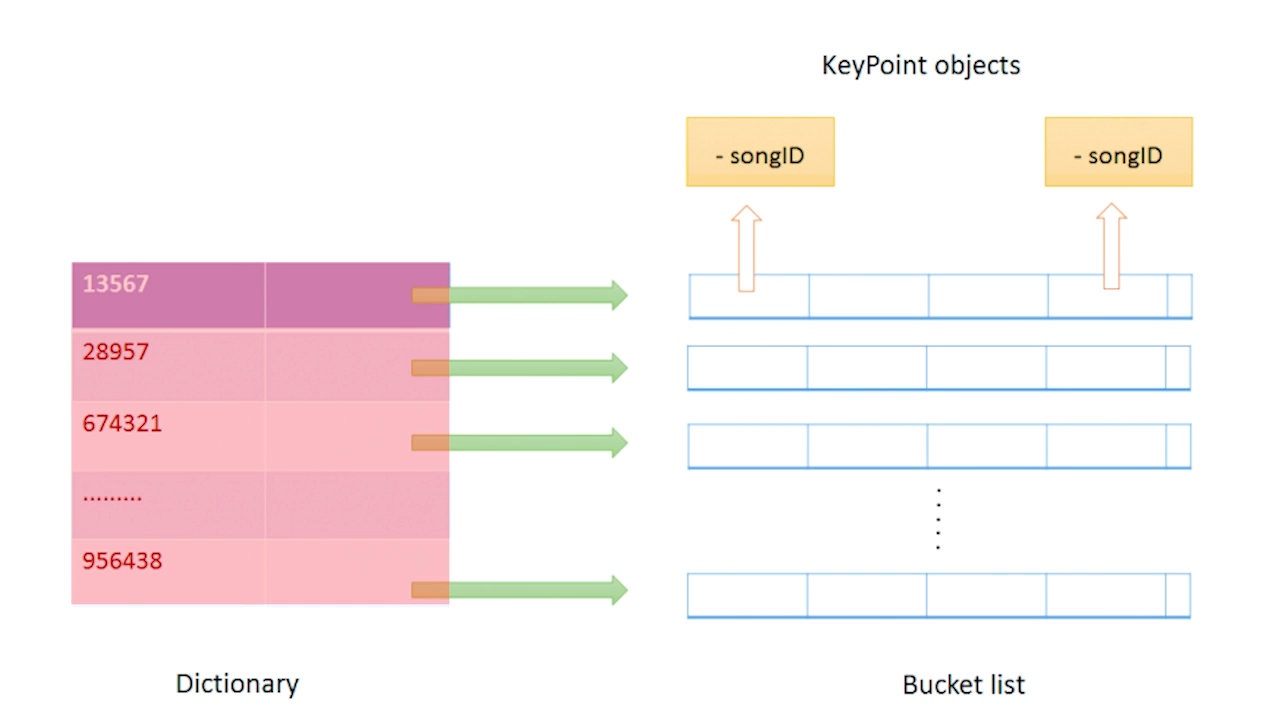 KeyPoint objects
- songID
- songID
13567
28957
674321
.........
956438
Dictionary
Bucket list